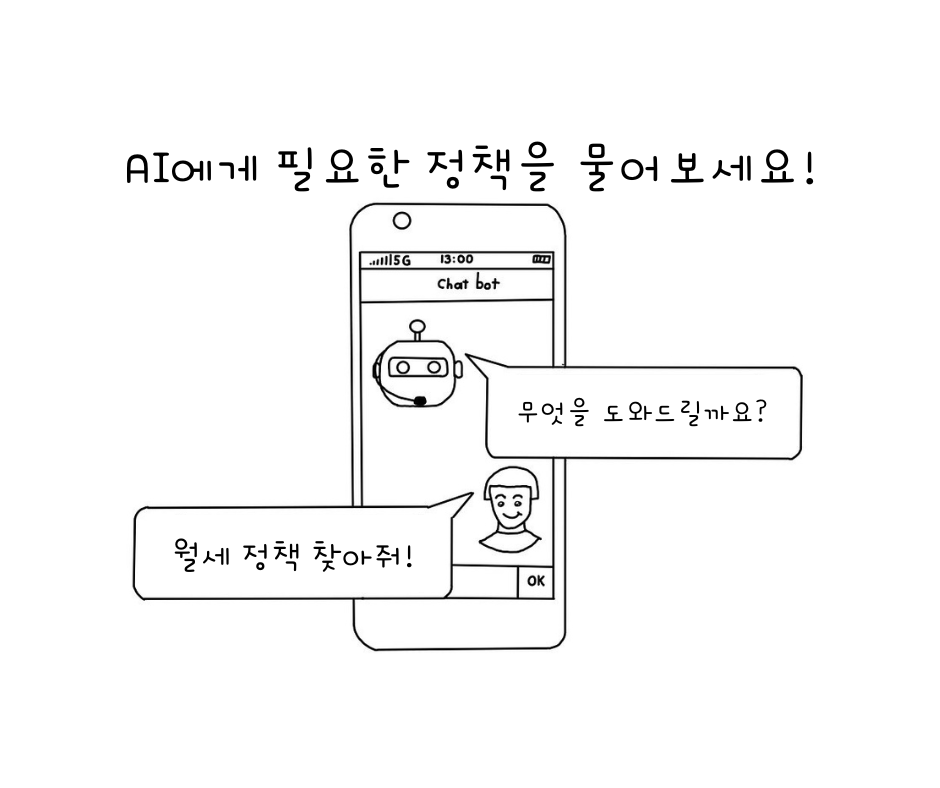 AI에게 필요한 정책을 물어보세요!
5G 13:00
Chat bot
무엇을 도와드릴까요?
월세 정책 찾아줘!
OK